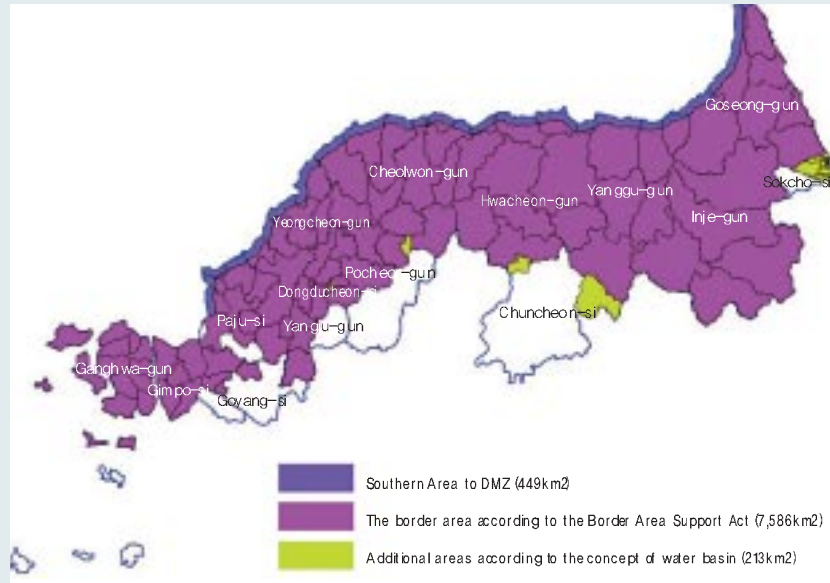 Goseong-gun
Cheolwon-gun
Sokcho-si
Yanggu-gun
Hwacheon-gun
Inje-gun
Yeongcheon-gun
Pocheon-gun
Dongducheon-si
Chuncheon-si
Paju-si
Yangju-gun
Ganghwa-gun
Gimpo-si
Goyang-si
Southern Area to DMZ (449km2)
The border area according to the Border Area Support Act (7,586km2)
Additional areas according to the concept of water basin (213km2)